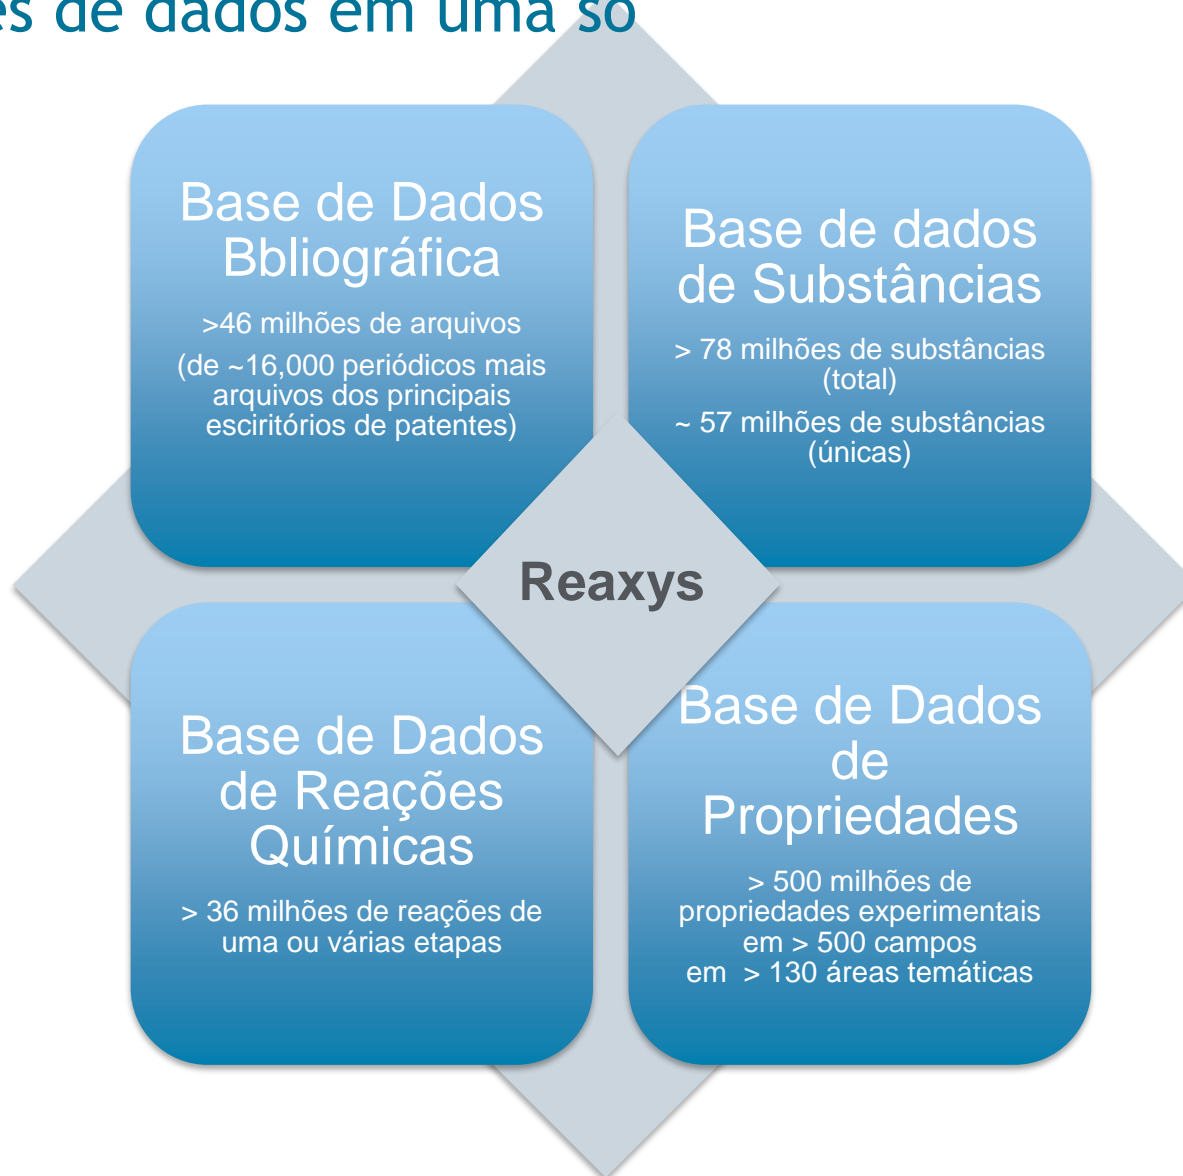 es de dados em uma só
Base de Dados
Bbliográfica
>46 milhões de arquivos
(de ~16,000 periódicos mais
arquivos dos principais
esciritórios de patentes)
Base de dados
de Substâncias
> 78 milhões de substâncias
(total)
~ 57 milhões de substâncias
(únicas)
Reaxys
Base de Dados
de Reações
Químicas
> 36 milhões de reações de
uma ou várias etapas
Base de Dados
de
Propriedades
> 500 milhões de
propriedades experimentais
em > 500 campos
em > 130 áreas temáticas